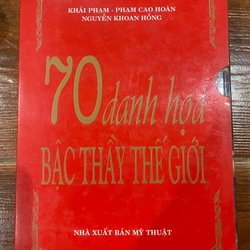 KHẢI PHẠM - PHẠM CAO HOÀN
NGUYỄN KHOAN HỒNG
70 danh họa
BẬC THẦY THẾ GIỚI
NHÀ XUẤT BẢN MỸ THUẬT